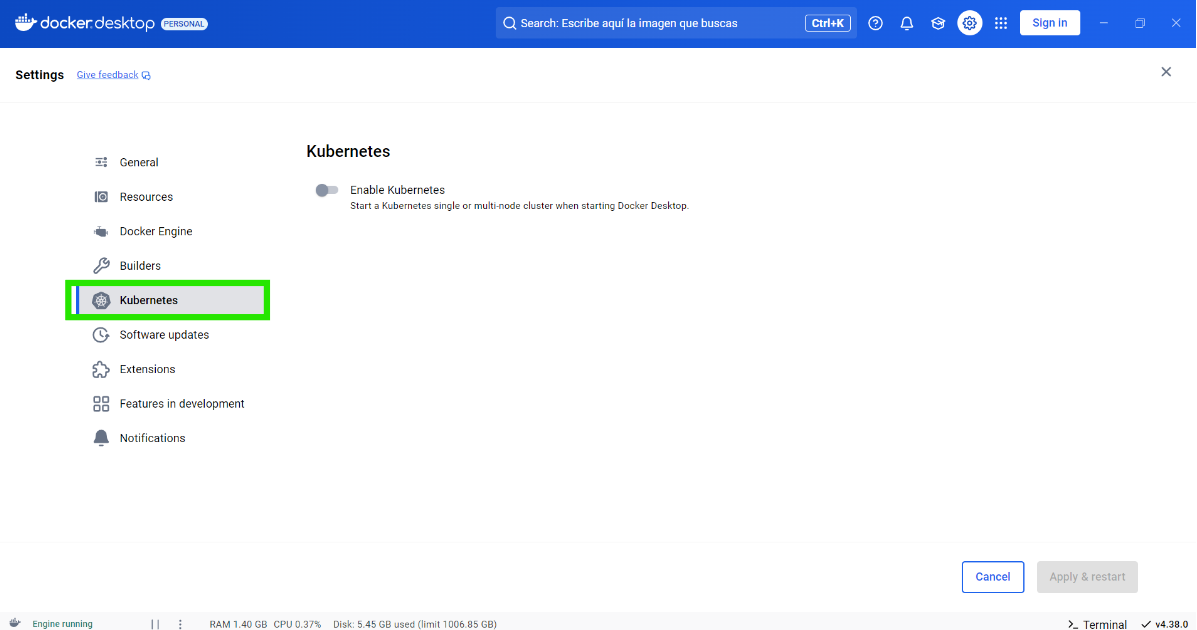 docker.desktop PERSONAL
Search: Escribe aquí la imagen que buscas Ctrl+K
Sign in
Settings Give feedback
General
Resources
Docker Engine
Builders
Kubernetes
Software updates
Extensions
Features in development
Notifications
Kubernetes
Enable Kubernetes
Start a Kubernetes single or multi-node cluster when starting Docker Desktop.
Cancel Apply & restart
Engine running RAM 1.40 GB CPU 0.37% Disk: 5.45 GB used (limit 1006.85 GB) Terminal v4.38.0